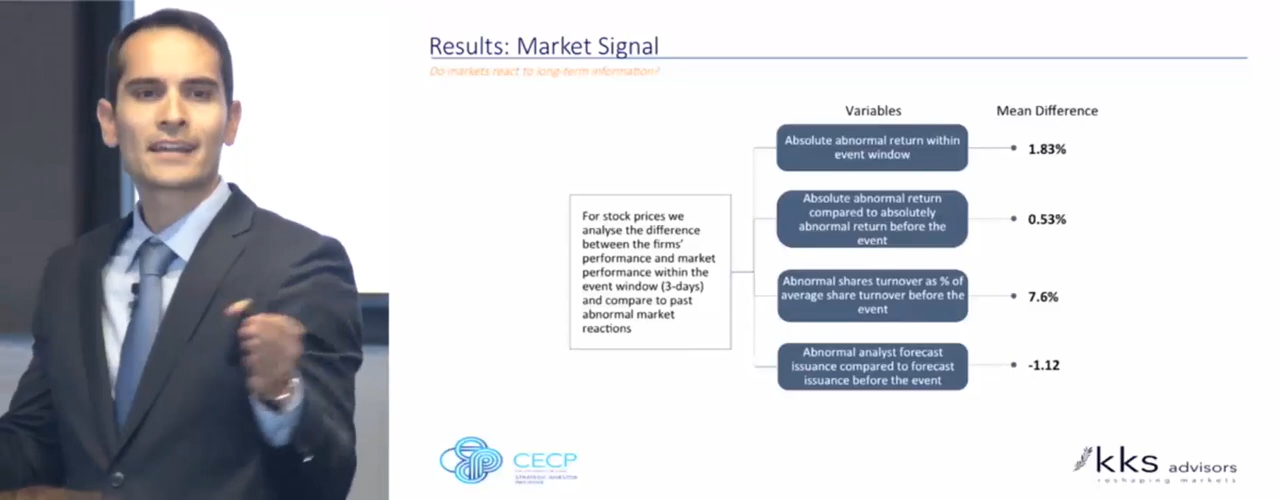 Results: Market Signal
Do markets react to long-term information?
Variables
Mean Difference
For stock prices we
analyse the difference
between the firms'
performance and market
performance within the
event window (3-days)
and compare to past
abnormal market
reactions
Absolute abnormal return within
event window
1.83%
Absolute abnormal return
compared to absolutely
abnormal return before the
event
0.53%
Abnormal shares turnover as % of
average share turnover before the
event
7.6%
Abnormal analyst forecast
issuance compared to forecast
issuance before the event
-1.12
CECP
STRATEGIC INVESTOR
INITIATIVE
kks advisors
reshaping markets